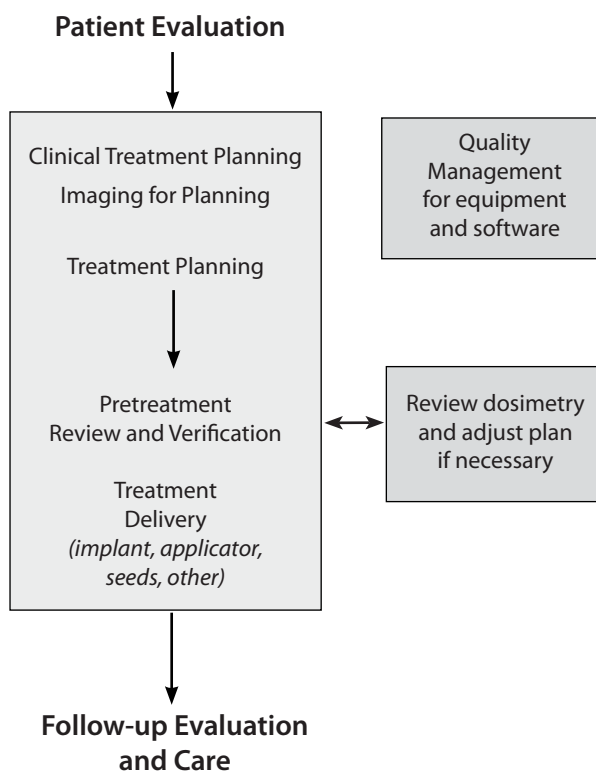 Patient Evaluation
Clinical Treatment Planning
Imaging for Planning
Treatment Planning
Pretreatment
Review and Verification
Treatment
Delivery
(implant, applicator,
seeds, other)
Quality
Management
for equipment
and software
Review dosimetry
and adjust plan
if necessary
Follow-up Evaluation
and Care